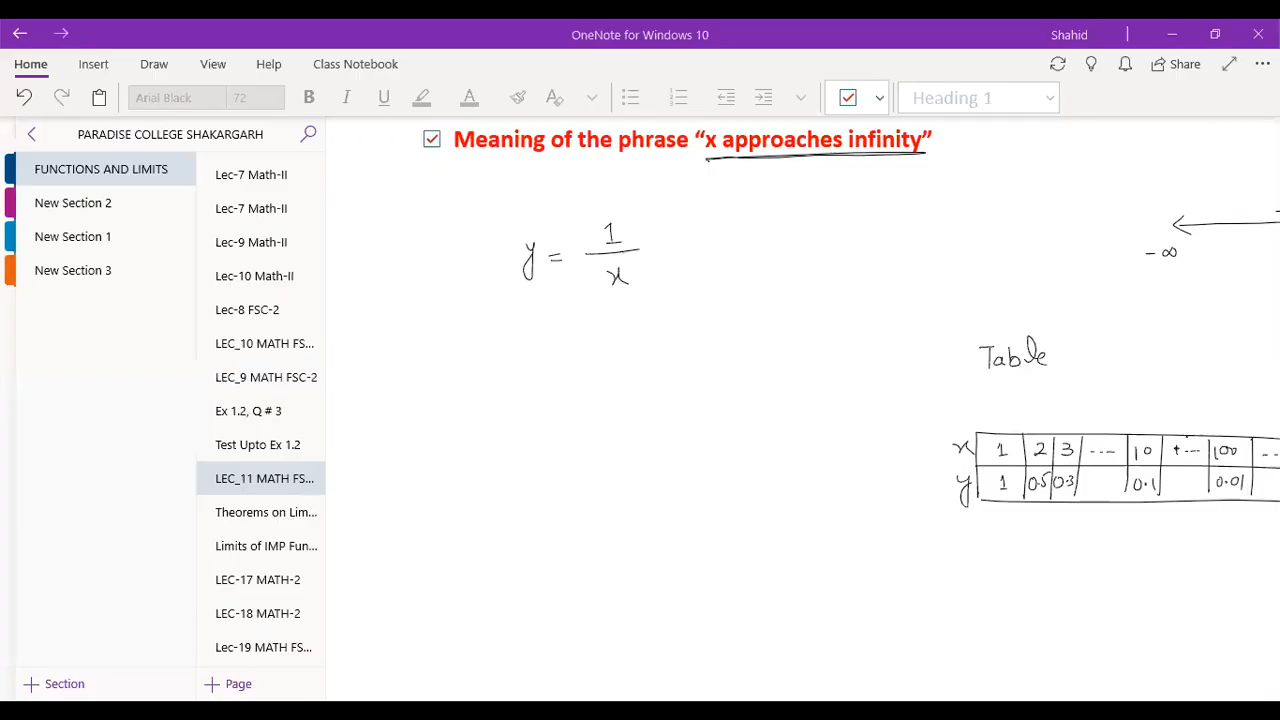 OneNote for Windows 10
Shahid
Home Insert Draw View Help Class Notebook
Share
Arial Black 72 B I U A Heading 1
PARADISE COLLEGE SHAKARGARH
FUNCTIONS AND LIMITS
New Section 2
New Section 1
New Section 3
Lec-7 Math-II
Lec-7 Math-II
Lec-9 Math-II
Lec-10 Math-II
Lec-8 FSC-2
LEC_10 MATH FS...
LEC_9 MATH FSC-2
Ex 1.2, Q # 3
Test Upto Ex 1.2
LEC_11 MATH FS...
Theorems on Lim...
Limits of IMP Fun...
LEC-17 MATH-2
LEC-18 MATH-2
Lec-19 MATH FS...
+ Section
+ Page
Meaning of the phrase “x approaches infinity”
y = 1/x
-∞
Table
x 1 2 3 ---- 10 +--- 100 --
y 1 0.5 0.3 0.1 0.01